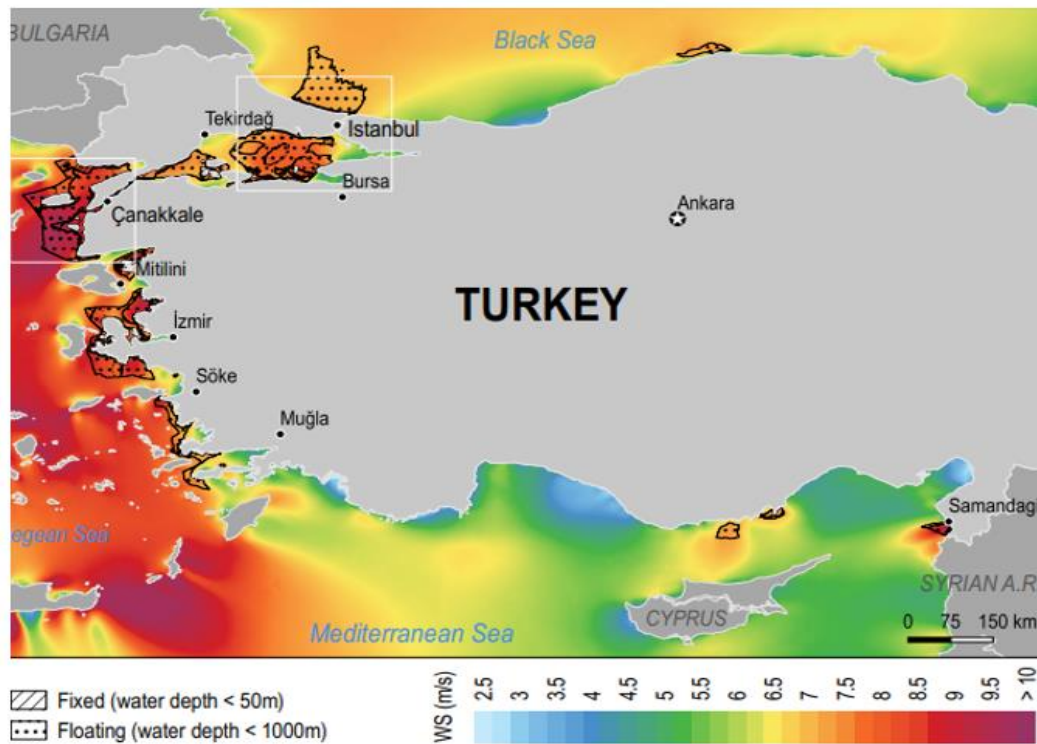 BULGARIA
Black Sea
Tekirdağ
Istanbul
Bursa
Çanakkale
Ankara
Mitilini
TURKEY
İzmir
Söke
Muğla
Samandagi
egean Sea
SYRIAN A.R
CYPRUS
0 75 150 km
Mediterranean Sea
Fixed (water depth < 50m)
Floating (water depth < 1000m)
WS (m/s)
2.5 3 3.5 4 4.5 5 5.5 6 6.5 7 7.5 8 8.5 9 9.5 > 10